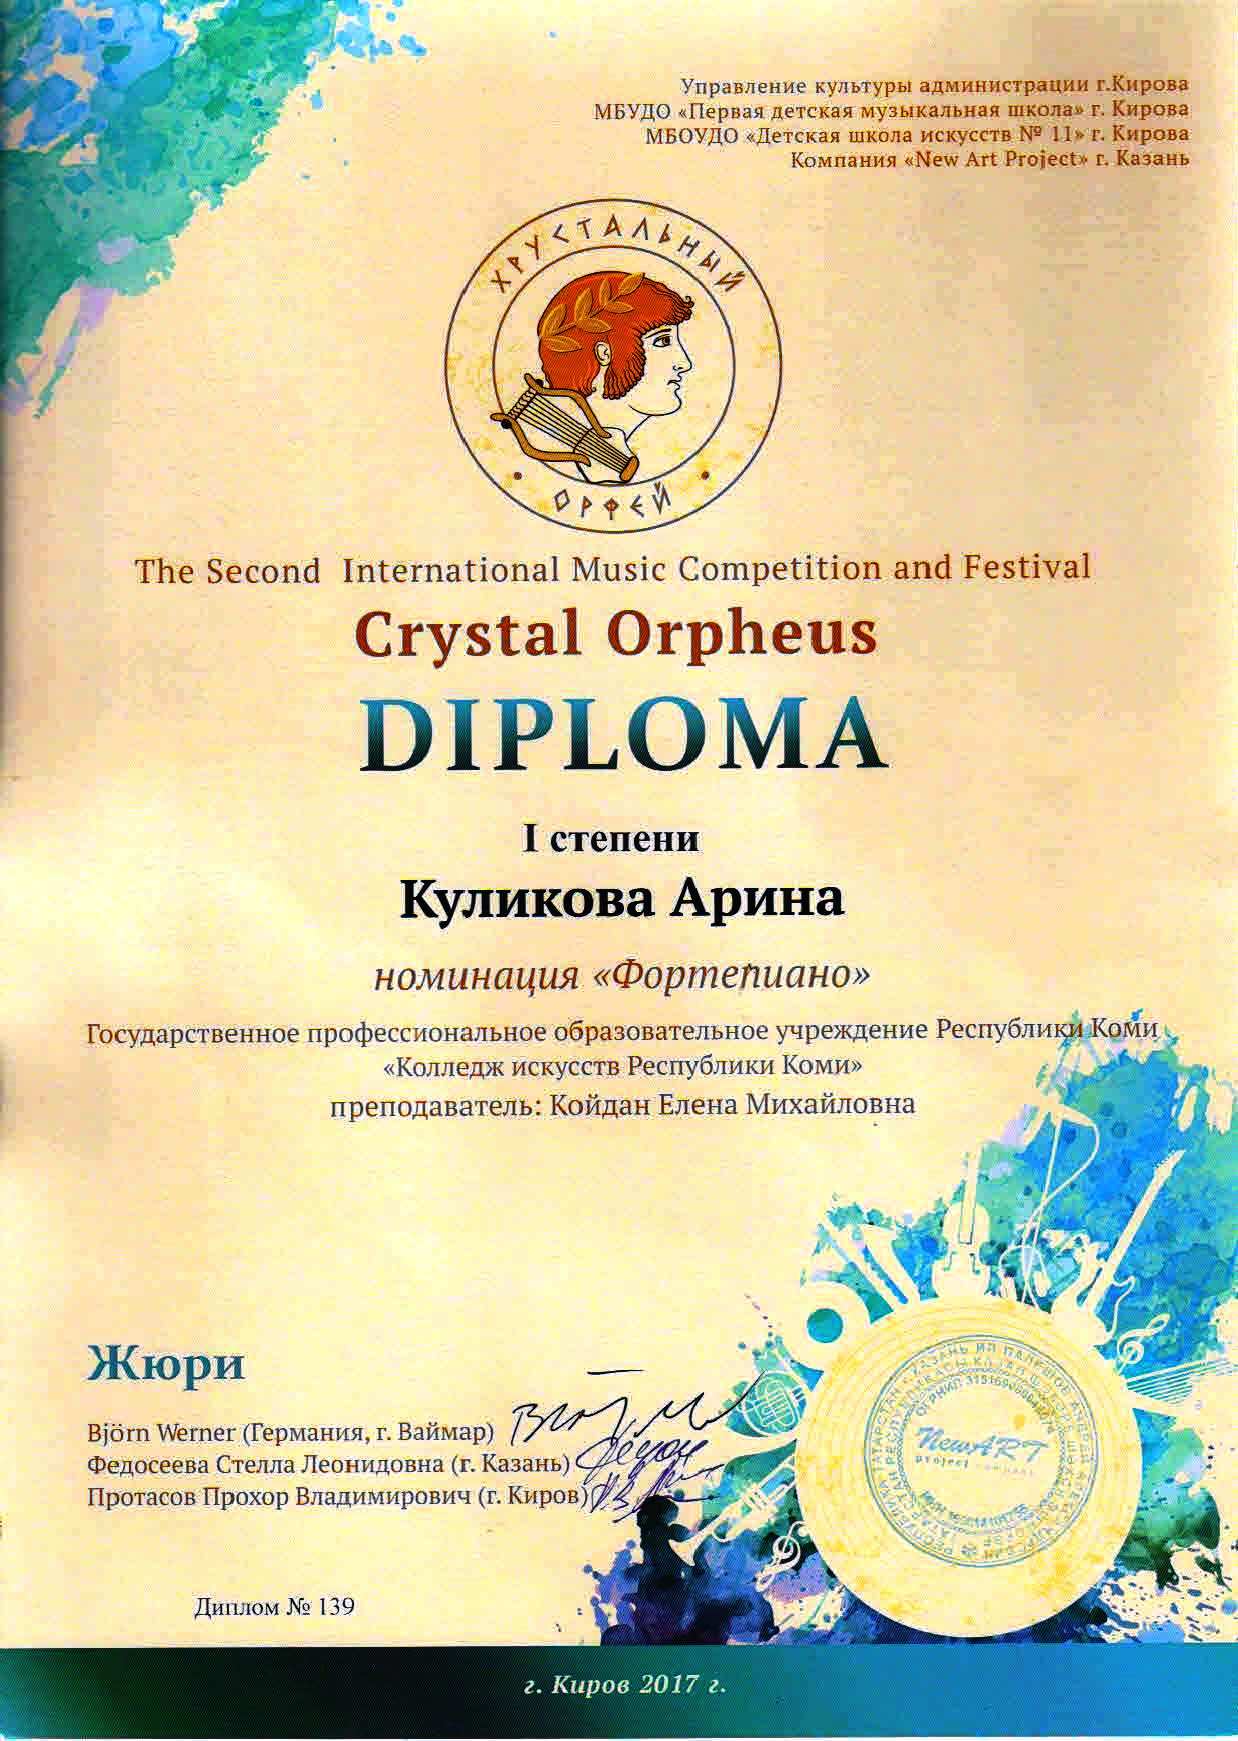 Управление культуры администрации г.Кирова
МБУДО «Первая детская музыкальная школа» г. Кирова
МБОУДО «Детская школа искусств № 11» г. Кирова
Компания «New Art Project» г. Казань
ХРУСТАЛЬНЫЙ
ОРФЕЙ
The Second International Music Competition and Festival
Crystal Orpheus
DIPLOMA
I степени
Куликова Арина
номинация «Фортепиано»
Государственное профессиональное образовательное учреждение Республики Коми
«Колледж искусств Республики Коми»
преподаватель: Койдан Елена Михайловна
Жюри
Björn Werner (Германия, г. Ваймар)
Федосеева Стелла Леонидовна (г. Казань)
Протасов Прохор Владимирович (г. Киров)
NewART
project company
Диплом № 139
г. Киров 2017 г.